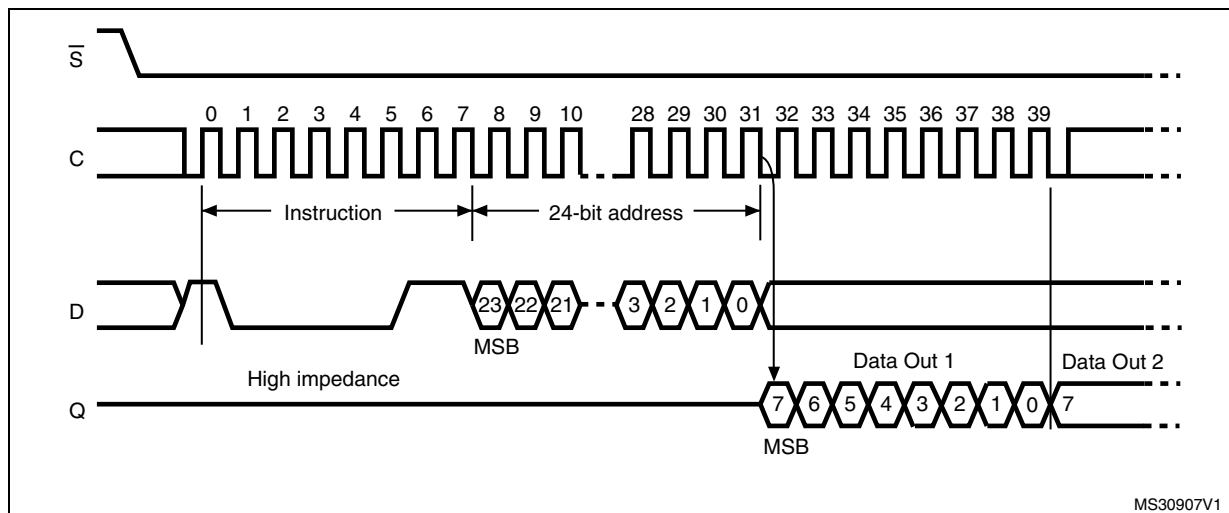 S
0 1 2 3 4 5 6 7 8 9 10 28 29 30 31 32 33 34 35 36 37 38 39
C
Instruction 24-bit address
D 23 22 21 3 2 1 0
MSB
Data Out 1 Data Out 2
High impedance
Q 7 6 5 4 3 2 1 0 7
MSB
MS30907V1